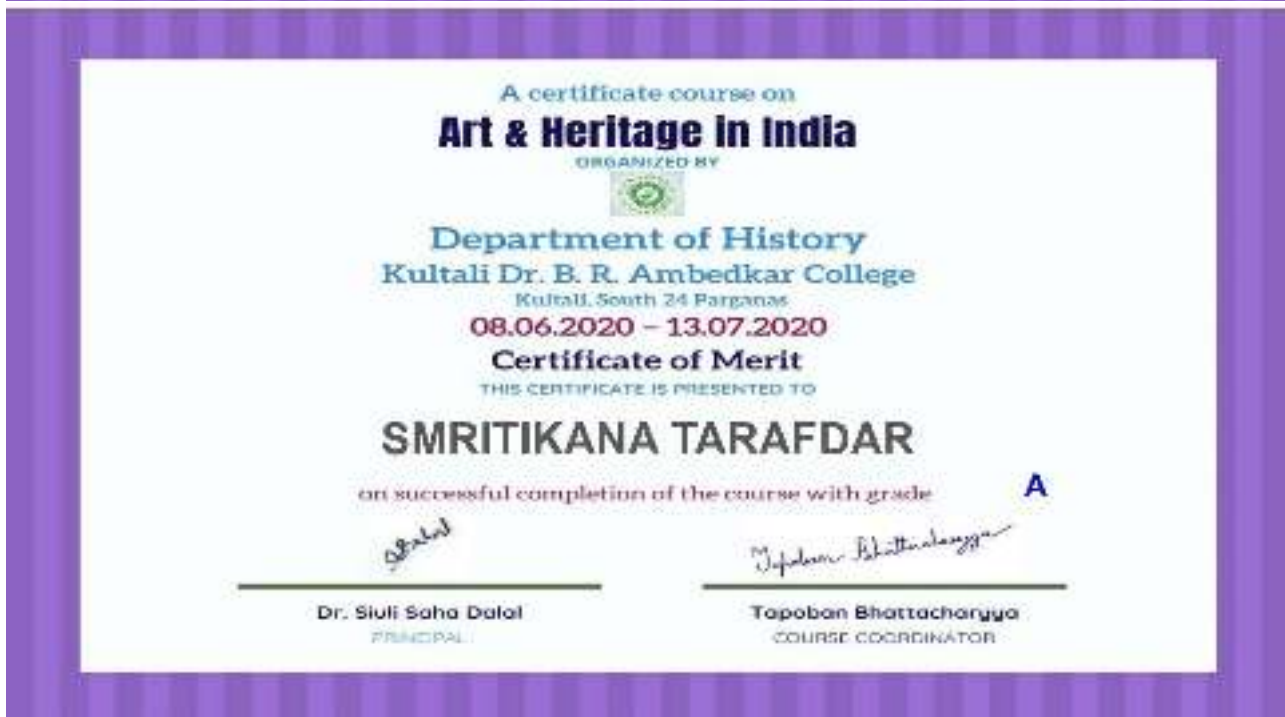 A certificate course on
Art & Heritage in India
ORGANIZED BY
Department of History
Kultali Dr. B. R. Ambedkar College
Kultali, South 24 Parganas
08.06.2020 – 13.07.2020
Certificate of Merit
THIS CERTIFICATE IS PRESENTED TO
SMRITIKANA TARAFDAR
on successful completion of the course with grade A
Tapoban Bhattacharyya
Dr. Siuli Saha Dalal Tapoban Bhattacharyya
PRINCIPAL COURSE COORDINATOR